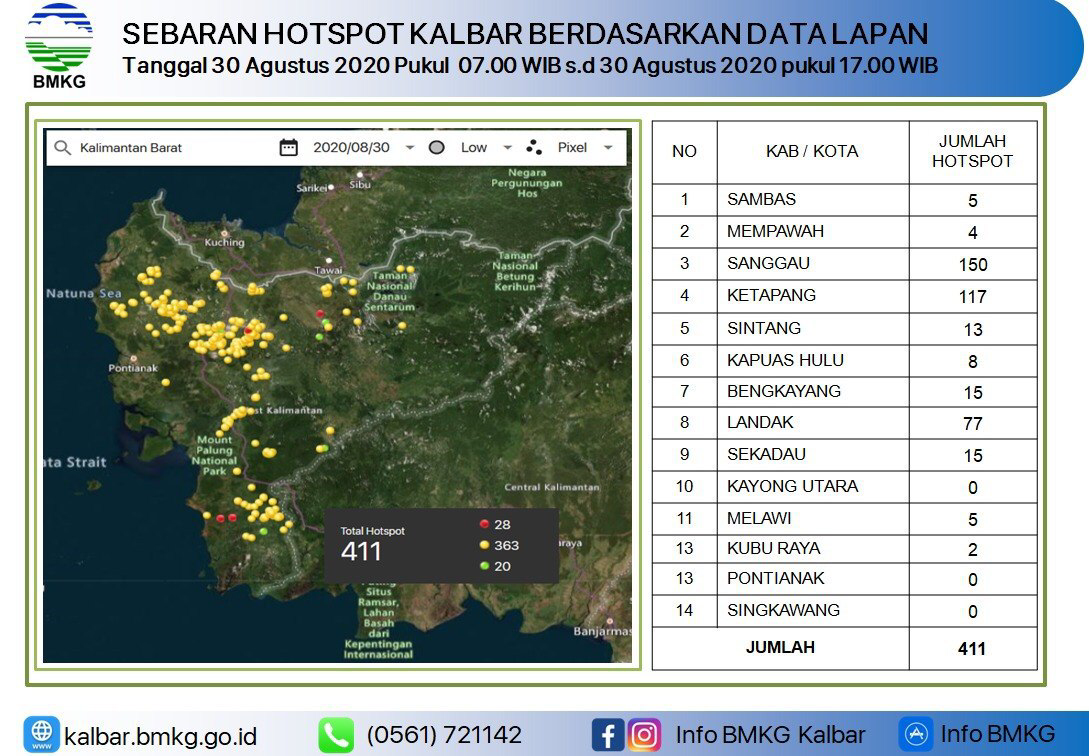 BMKG
SEBARAN HOTSPOT KALBAR BERDASARKAN DATA LAPAN
Tanggal 30 Agustus 2020 Pukul 07.00 WIB s.d 30 Agustus 2020 pukul 17.00 WIB
Kalimantan Barat 2020/08/30 Low Pixel
Negara
Pergunungan
Hos
Sarikei Sibu
Kuching
Tawai
Taman
Nasional
Danau
Sentarum
Taman
Nasional
Betung
Kerihun
Natuna Sea
Pontianak
est Kalimantan
Mount
Palung
National
Park
ata Strait
Central Kalimantan
Total Hotspot
411
28
363
20
araya
Situs
Ramsar,
Lahan
Basah
dari
Kepentingan
Internasional
Banjarmas
NO KAB / KOTA JUMLAH HOTSPOT
1 SAMBAS 5
2 MEMPAWAH 4
3 SANGGAU 150
4 KETAPANG 117
5 SINTANG 13
6 KAPUAS HULU 8
7 BENGKAYANG 15
8 LANDAK 77
9 SEKADAU 15
10 KAYONG UTARA 0
11 MELAWI 5
13 KUBU RAYA 2
13 PONTIANAK 0
14 SINGKAWANG 0
JUMLAH 411
www kalbar.bmkg.go.id (0561) 721142 Info BMKG Kalbar Info BMKG